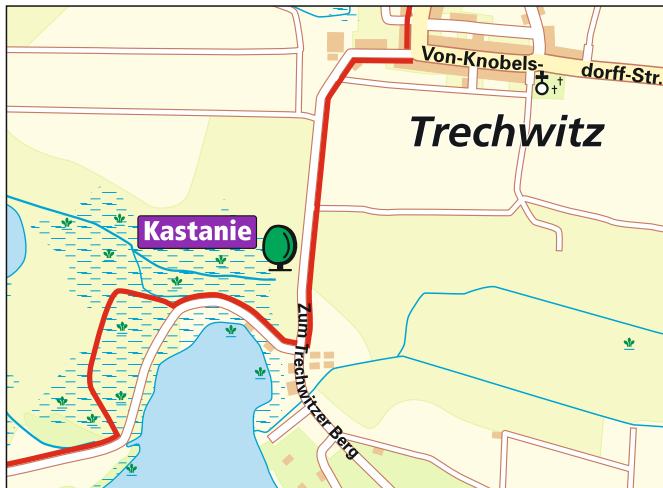 Von-Knobels-
dorff-Str.
Trechwitz
Kastanie
Zum Trechwitzer Berg